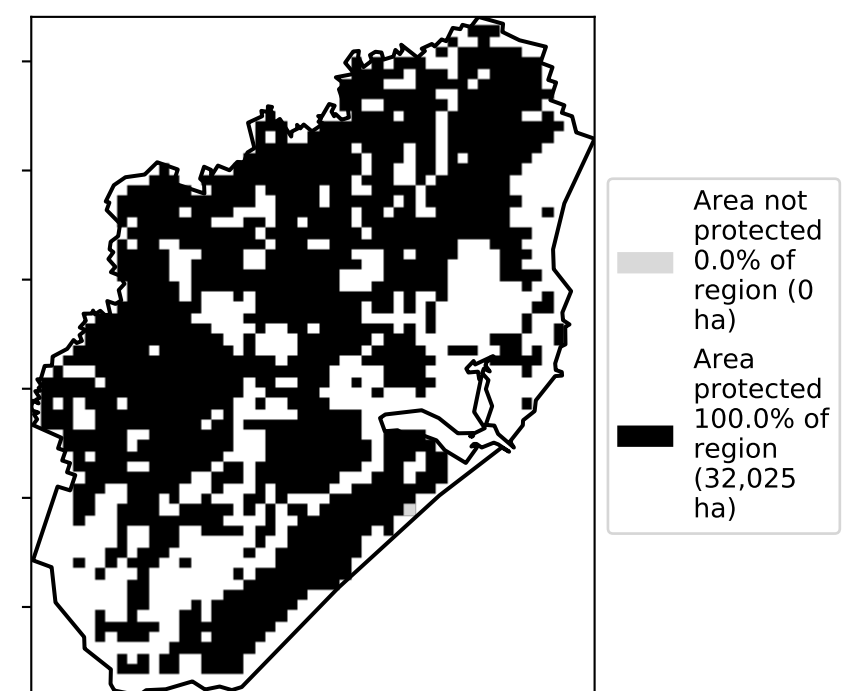 Area not
protected
0.0% of
region (0
ha)
Area
protected
100.0% of
region
(32,025
ha)